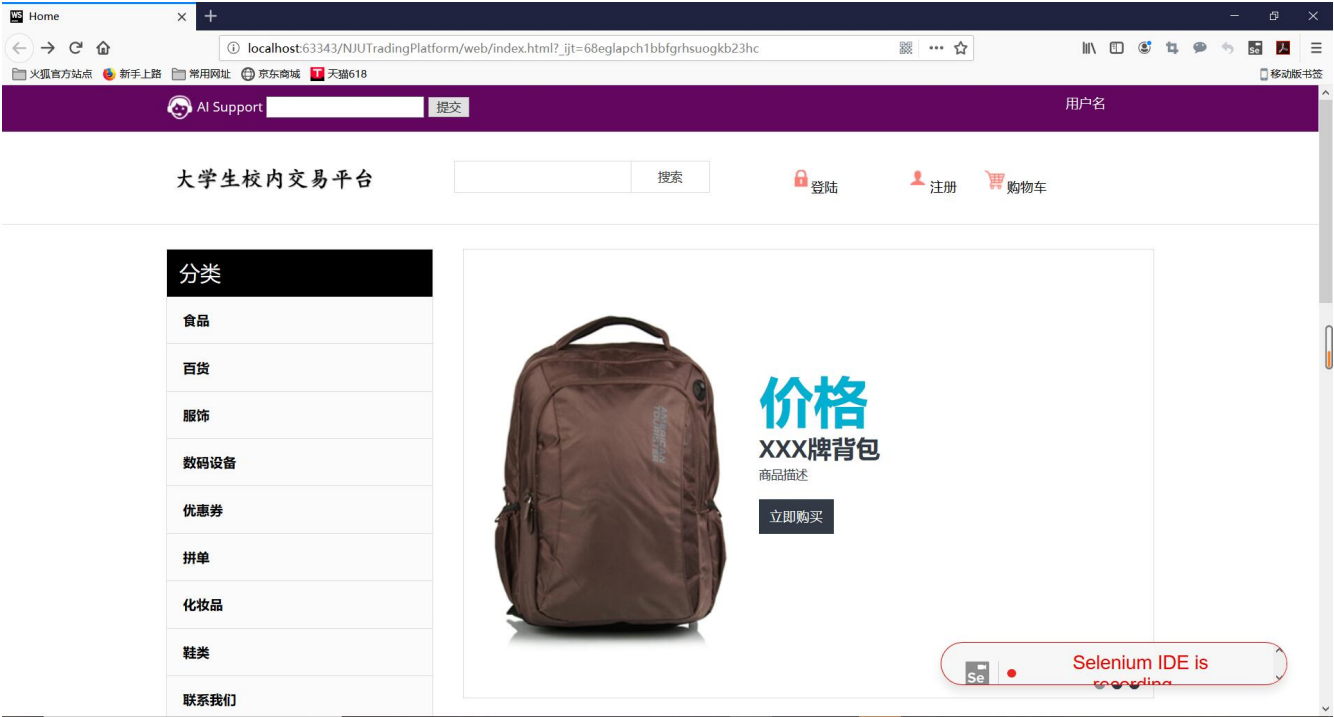 WS Home
localhost:63343/NJUTradingPlatform/web/index.html?_ijt=68eglapch1bbfgrhsuogkb23hc
火狐官方站点 新手上路 常用网址 京东商城 T 天猫618 移动版书签
AI Support 提交 用户名
大学生校内交易平台 搜索 登陆 注册 购物车
分类
食品
百货
服饰
数码设备
优惠券
拼单
化妆品
鞋类
联系我们
AMERICAN
TOURISTER
价格
XXX牌背包
商品描述
立即购买
Se
Selenium IDE is
recording